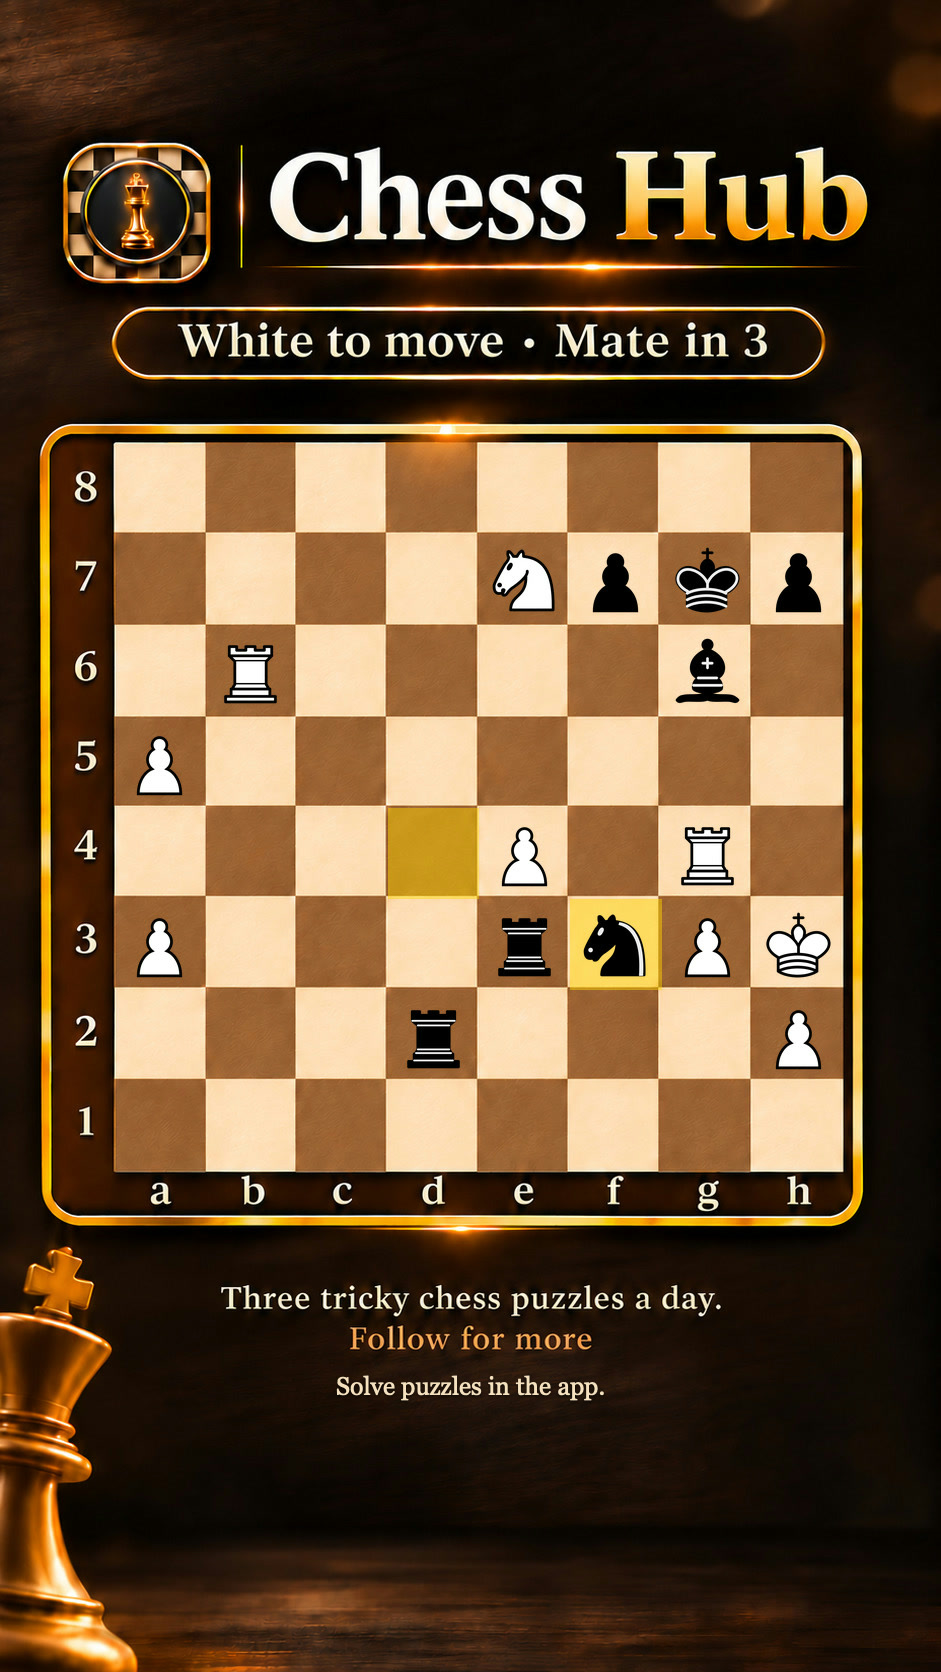 Chess Hub
White to move • Mate in 3
8
7
6
5
4
3
2
1
a b c d e f g h
Three tricky chess puzzles a day.
Follow for more
Solve puzzles in the app.